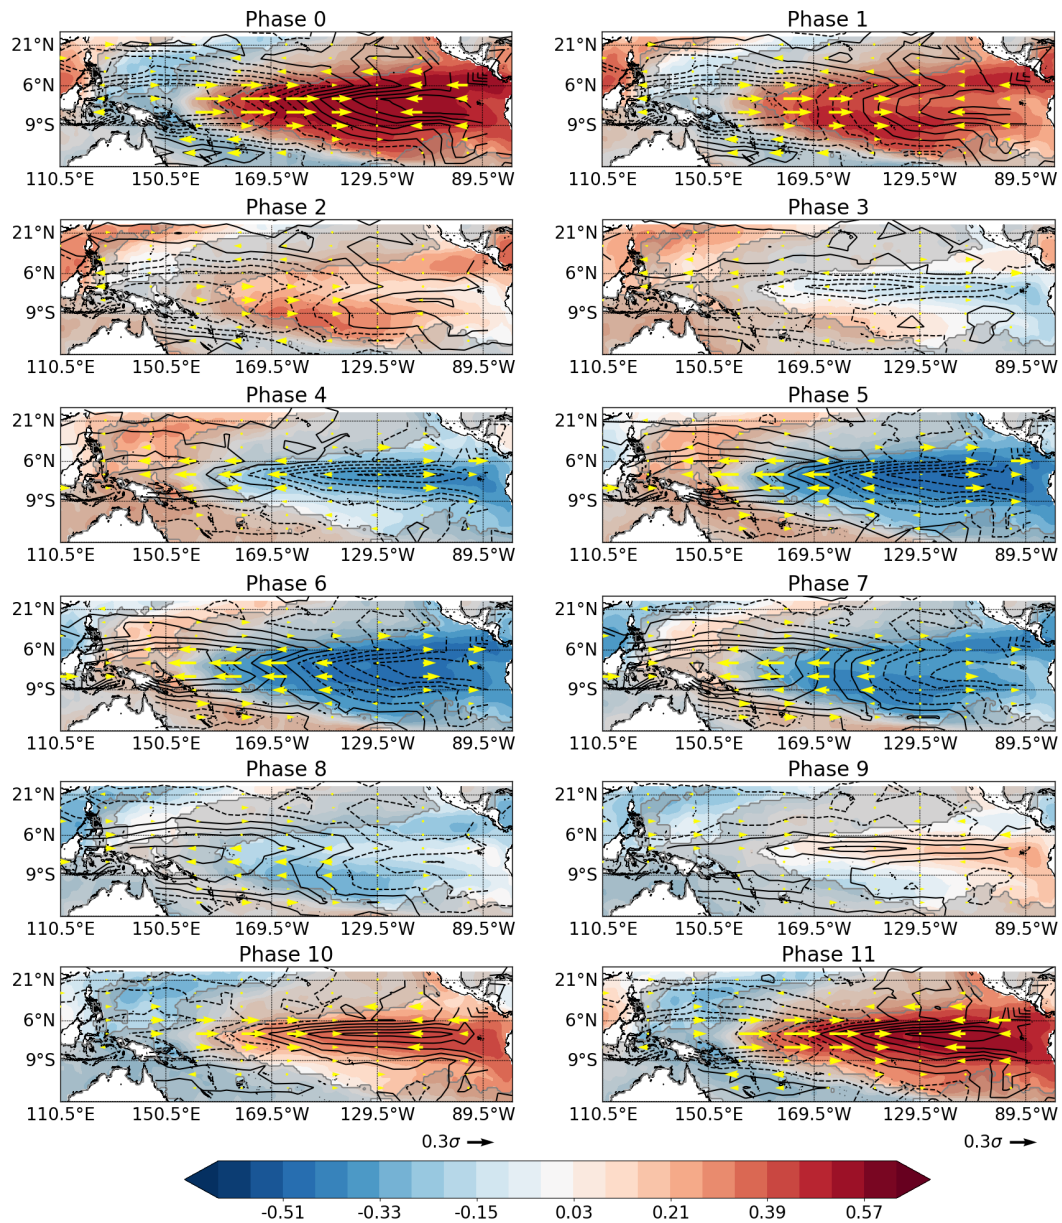 Phase 0 Phase 1
21°N 21°N
6°N 6°N
9°S 9°S
110.5°E 150.5°E 169.5°W 129.5°W 89.5°W 110.5°E 150.5°E 169.5°W 129.5°W 89.5°W
Phase 2 Phase 3
21°N 21°N
6°N 6°N
9°S 9°S
110.5°E 150.5°E 169.5°W 129.5°W 89.5°W 110.5°E 150.5°E 169.5°W 129.5°W 89.5°W
Phase 4 Phase 5
21°N 21°N
6°N 6°N
9°S 9°S
110.5°E 150.5°E 169.5°W 129.5°W 89.5°W 110.5°E 150.5°E 169.5°W 129.5°W 89.5°W
Phase 6 Phase 7
21°N 21°N
6°N 6°N
9°S 9°S
110.5°E 150.5°E 169.5°W 129.5°W 89.5°W 110.5°E 150.5°E 169.5°W 129.5°W 89.5°W
Phase 8 Phase 9
21°N 21°N
6°N 6°N
9°S 9°S
110.5°E 150.5°E 169.5°W 129.5°W 89.5°W 110.5°E 150.5°E 169.5°W 129.5°W 89.5°W
Phase 10 Phase 11
21°N 21°N
6°N 6°N
9°S 9°S
110.5°E 150.5°E 169.5°W 129.5°W 89.5°W 110.5°E 150.5°E 169.5°W 129.5°W 89.5°W
0.3σ 0.3σ
-0.51 -0.33 -0.15 0.03 0.21 0.39 0.57